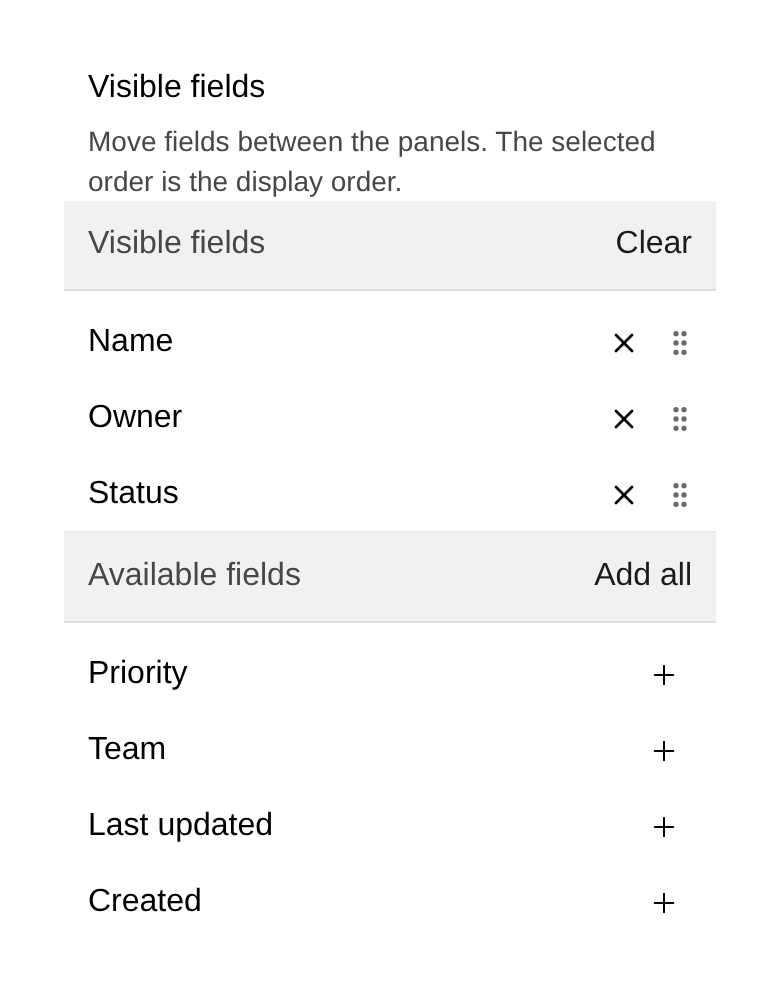 Visible fields
Move fields between the panels. The selected
order is the display order.
Visible fields Clear
Name
Owner
Status
Available fields Add all
Priority
Team
Last updated
Created